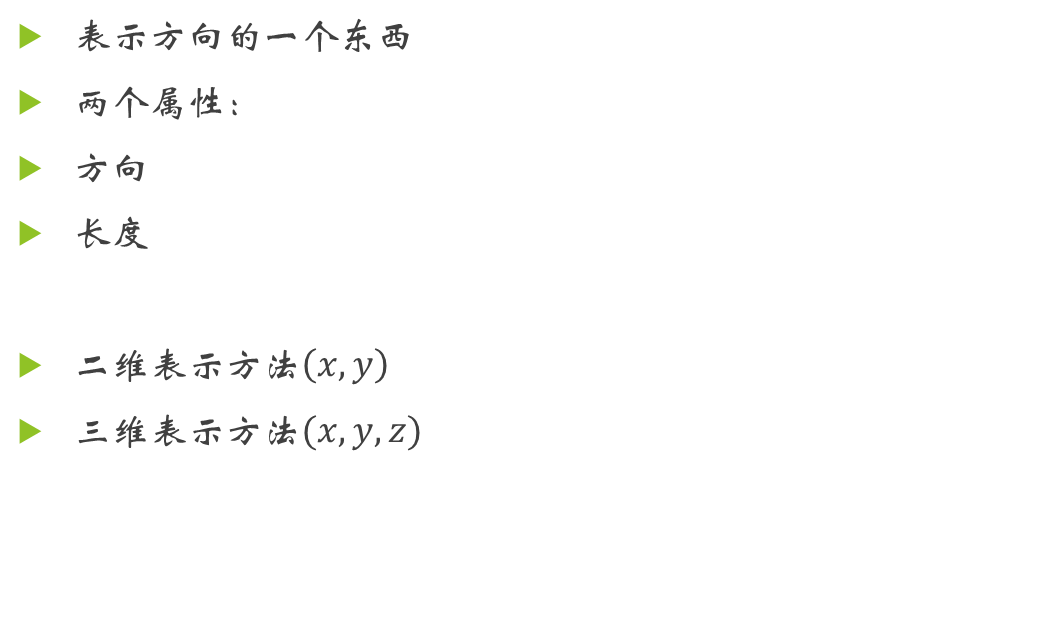 表示方向的一个东西
两个属性：
方向
长度
二维表示方法(x, y)
三维表示方法(x, y, z)